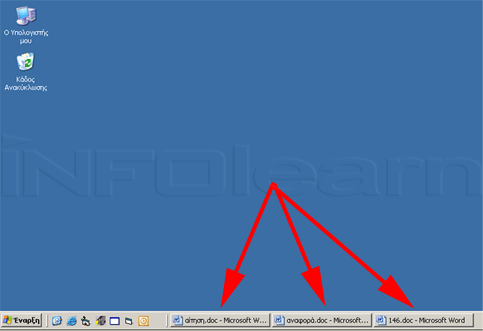 Ο Υπολογιστής
μου
Κάδος
Ανακύκλωσης
iNFOlearn
Έναρξη
αίτηση.doc - Microsoft W...
αναφορά.doc - Microsoft...
146.doc - Microsoft Word